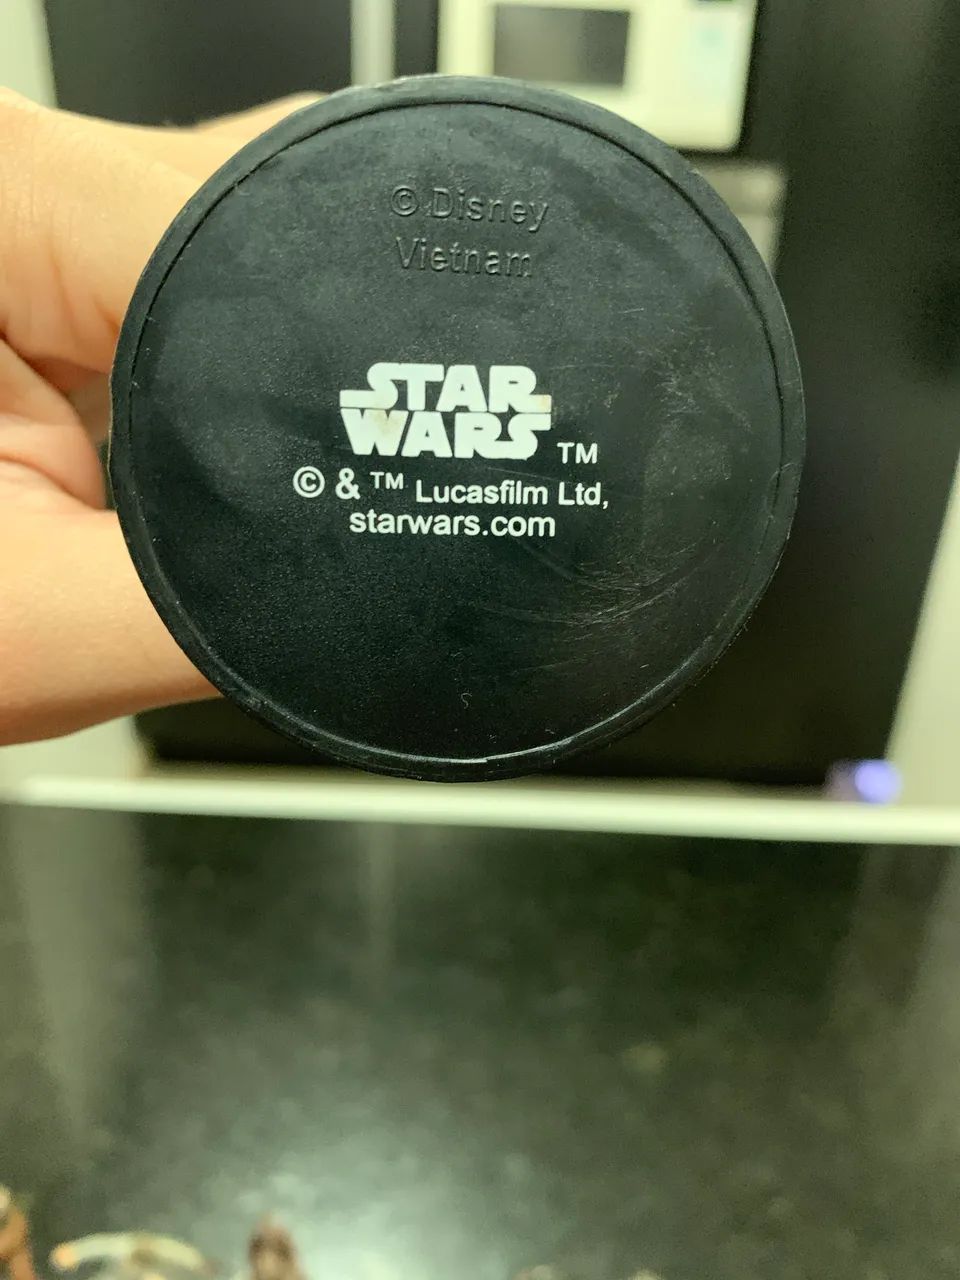 © Disney
Vietnam
STAR
WARS TM
© & TM Lucasfilm Ltd,
starwars.com